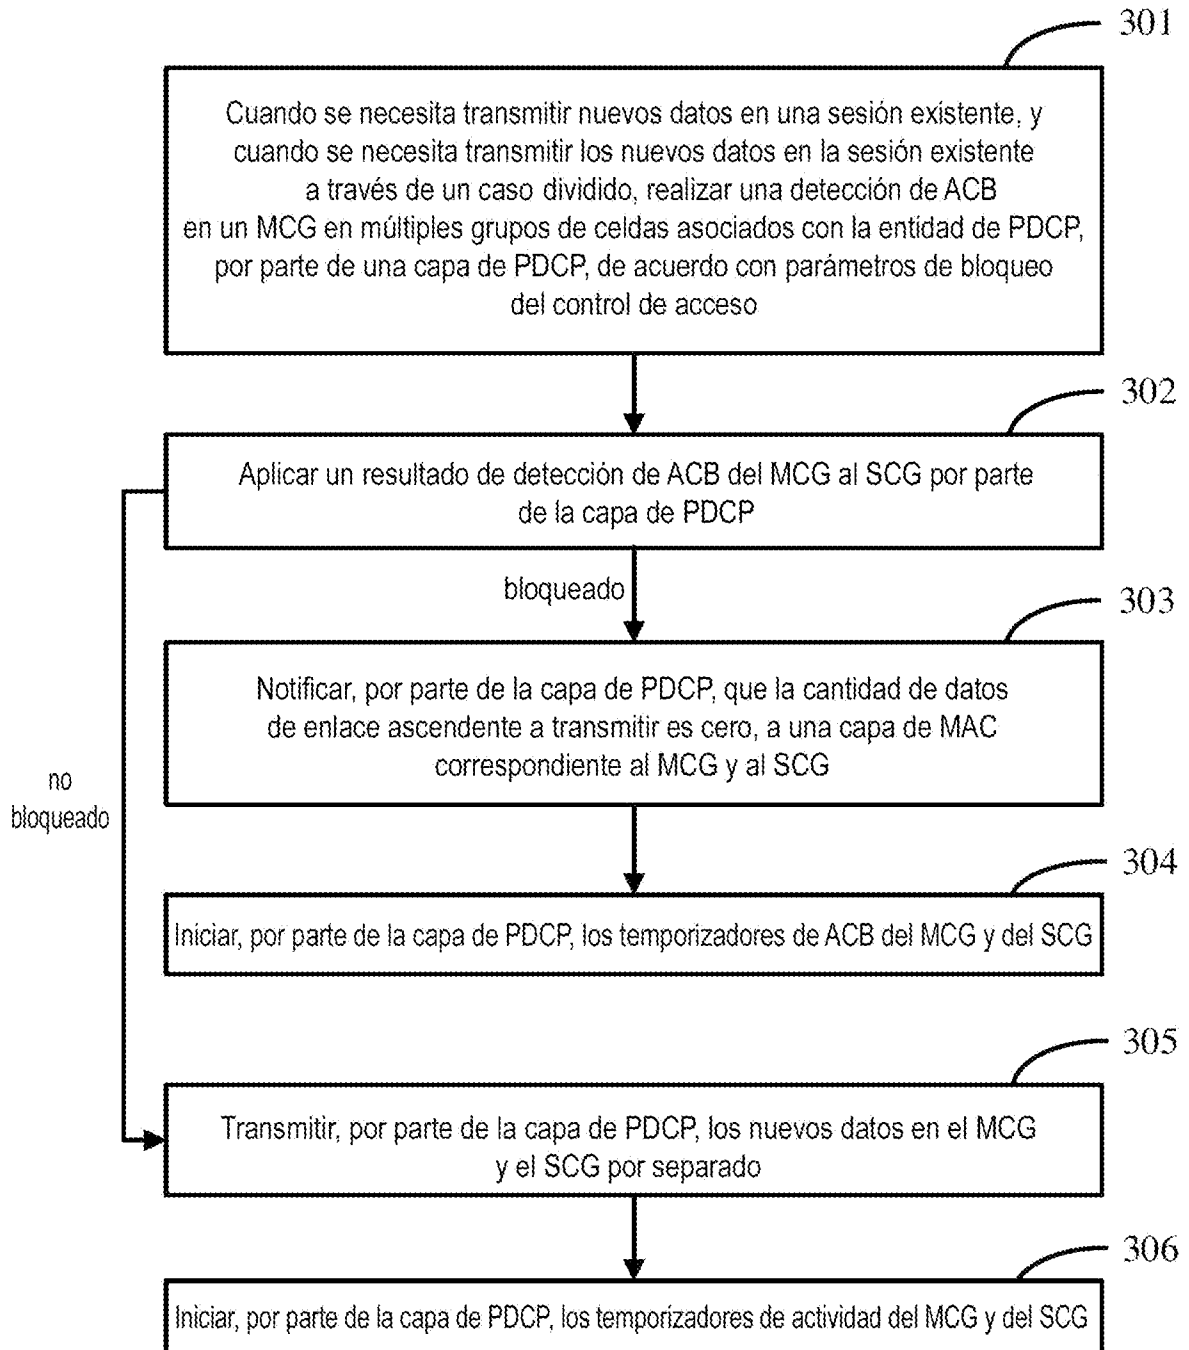 301
Cuando se necesita transmitir nuevos datos en una sesión existente, y
cuando se necesita transmitir los nuevos datos en la sesión existente
a través de un caso dividido, realizar una detección de ACB
en un MCG en múltiples grupos de celdas asociados con la entidad de PDCP,
por parte de una capa de PDCP, de acuerdo con parámetros de bloqueo
del control de acceso
302
Aplicar un resultado de detección de ACB del MCG al SCG por parte
de la capa de PDCP
bloqueado
303
Notificar, por parte de la capa de PDCP, que la cantidad de datos
de enlace ascendente a transmitir es cero, a una capa de MAC
correspondiente al MCG y al SCG
no
bloqueado
304
Iniciar, por parte de la capa de PDCP, los temporizadores de ACB del MCG y del SCG
305
Transmitir, por parte de la capa de PDCP, los nuevos datos en el MCG
y el SCG por separado
306
Iniciar, por parte de la capa de PDCP, los temporizadores de actividad del MCG y del SCG